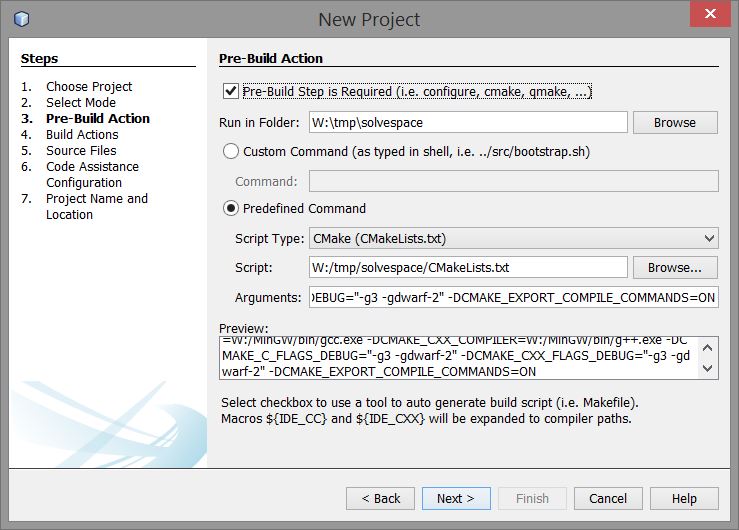 New Project
Steps
1. Choose Project
2. Select Mode
3. Pre-Build Action
4. Build Actions
5. Source Files
6. Code Assistance
Configuration
7. Project Name and
Location
Pre-Build Action
Pre-Build Step is Required (i.e. configure, cmake, qmake, ...)
Run in Folder: W:\tmp\solvespace Browse
Custom Command (as typed in shell, i.e. ../src/bootstrap.sh)
Command:
Predefined Command
Script Type: CMake (CMakeLists.txt)
Script: W:/tmp/solvespace/CMakeLists.txt Browse...
Arguments: DEBUG="-g3 -gdwarf-2" -DCMAKE_EXPORT_COMPILE_COMMANDS=ON
Preview:
=W:/MinGW/bin/gcc.exe -DCMAKE_CXX_COMPILER=W:/MinGW/bin/g++.exe -DC
MAKE_C_FLAGS_DEBUG="-g3 -gdwarf-2" -DCMAKE_CXX_FLAGS_DEBUG="-g3 -gd
warf-2" -DCMAKE_EXPORT_COMPILE_COMMANDS=ON
Select checkbox to use a tool to auto generate build script (i.e. Makefile).
Macros ${IDE_CC} and ${IDE_CXX} will be expanded to compiler paths.
< Back Next > Finish Cancel Help